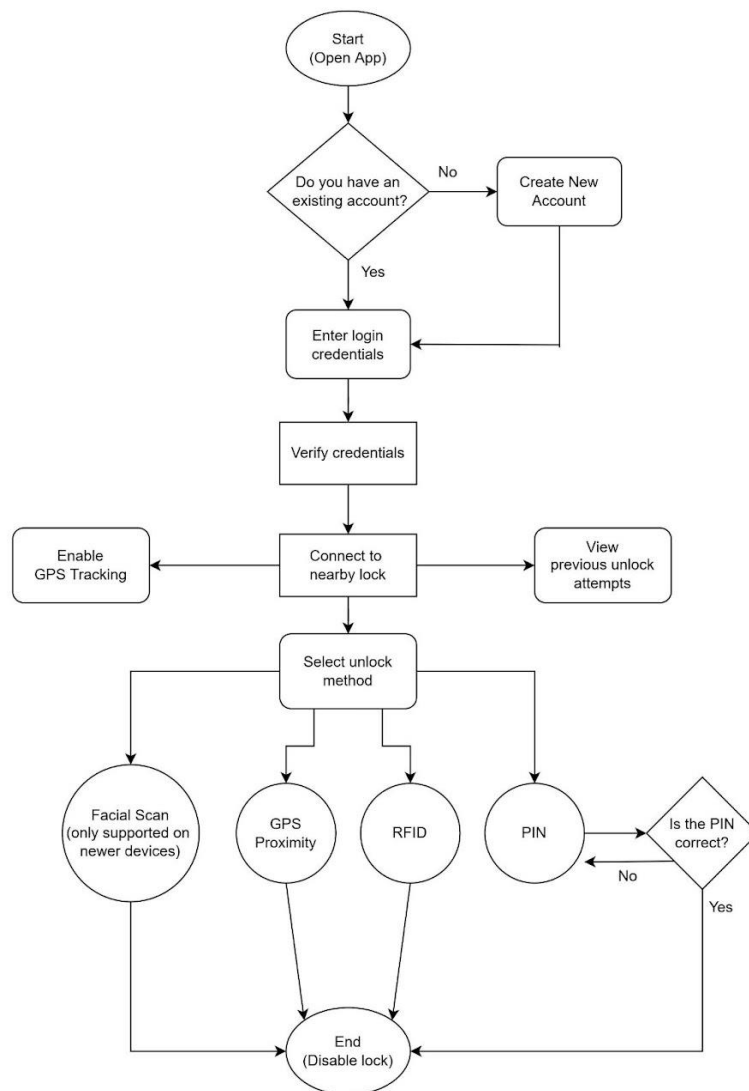 Start
(Open App)
Do you have an
existing account?
No
Create New
Account
Yes
Enter login
credentials
Verify credentials
Enable
GPS Tracking
Connect to
nearby lock
View
previous unlock
attempts
Select unlock
method
Facial Scan
(only supported on
newer devices)
GPS
Proximity
RFID
PIN
Is the PIN
correct?
No
Yes
End
(Disable lock)